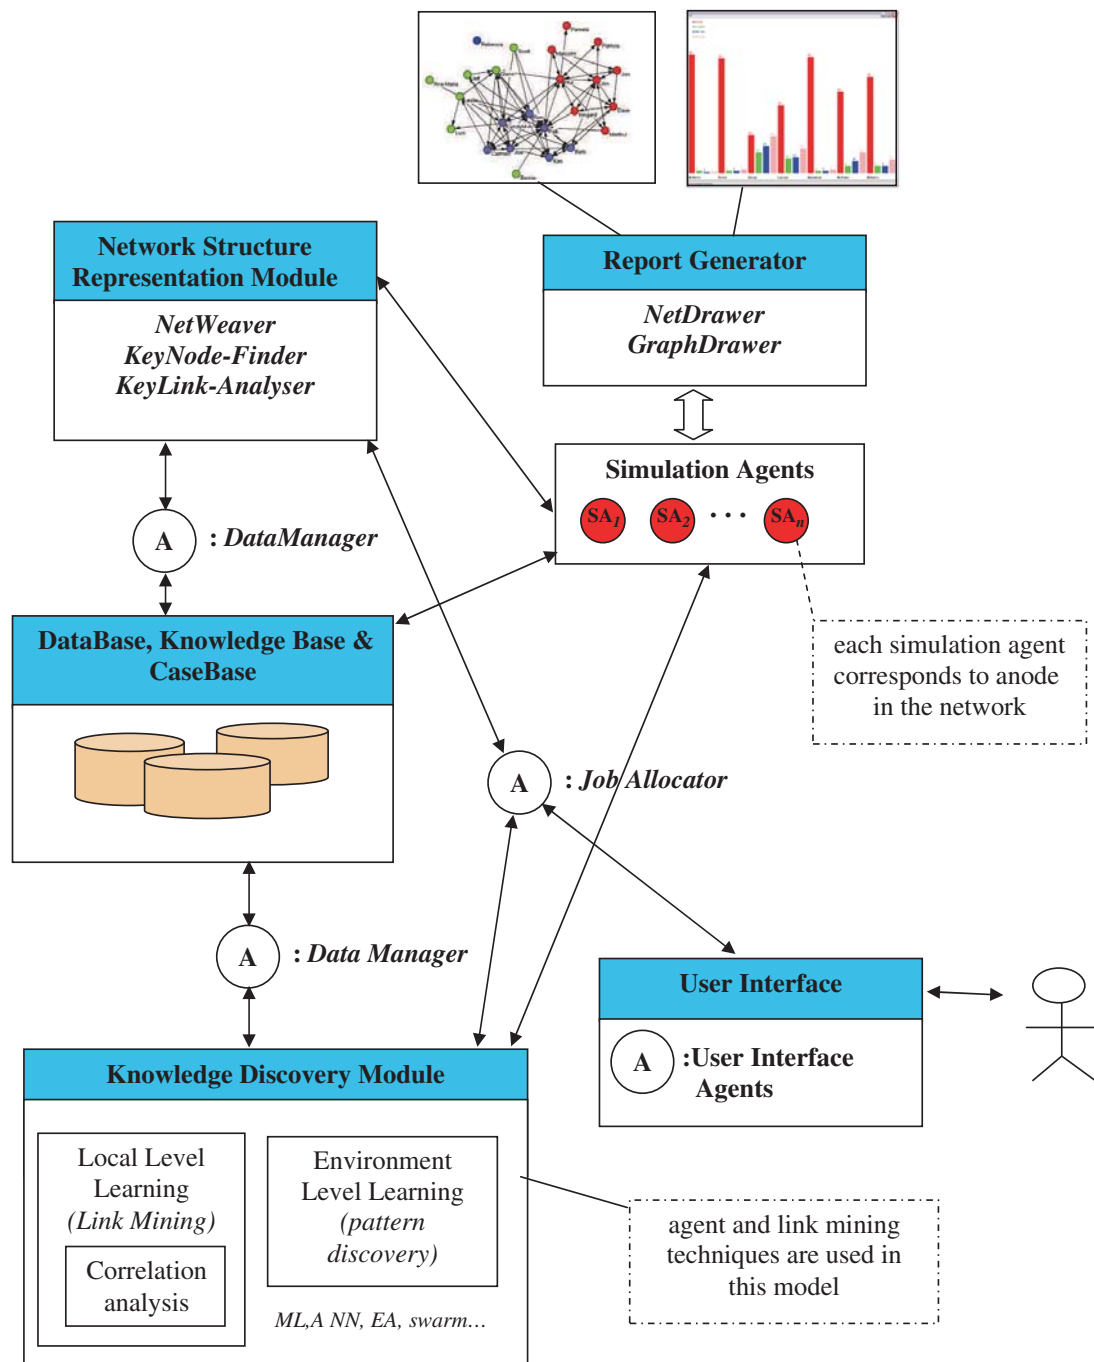 Network Structure
Representation Module
NetWeaver
KeyNode-Finder
KeyLink-Analyser
Report Generator
NetDrawer
GraphDrawer
Simulation Agents
SA1 SA2 ... SAn
A : DataManager
each simulation agent
corresponds to anode
in the network
DataBase, Knowledge Base &
CaseBase
A : Job Allocator
A : Data Manager
User Interface
A :User Interface
Agents
Knowledge Discovery Module
Local Level
Learning
(Link Mining)
Correlation
analysis
Environment
Level Learning
(pattern
discovery)
ML,A NN, EA, swarm...
agent and link mining
techniques are used in
this model